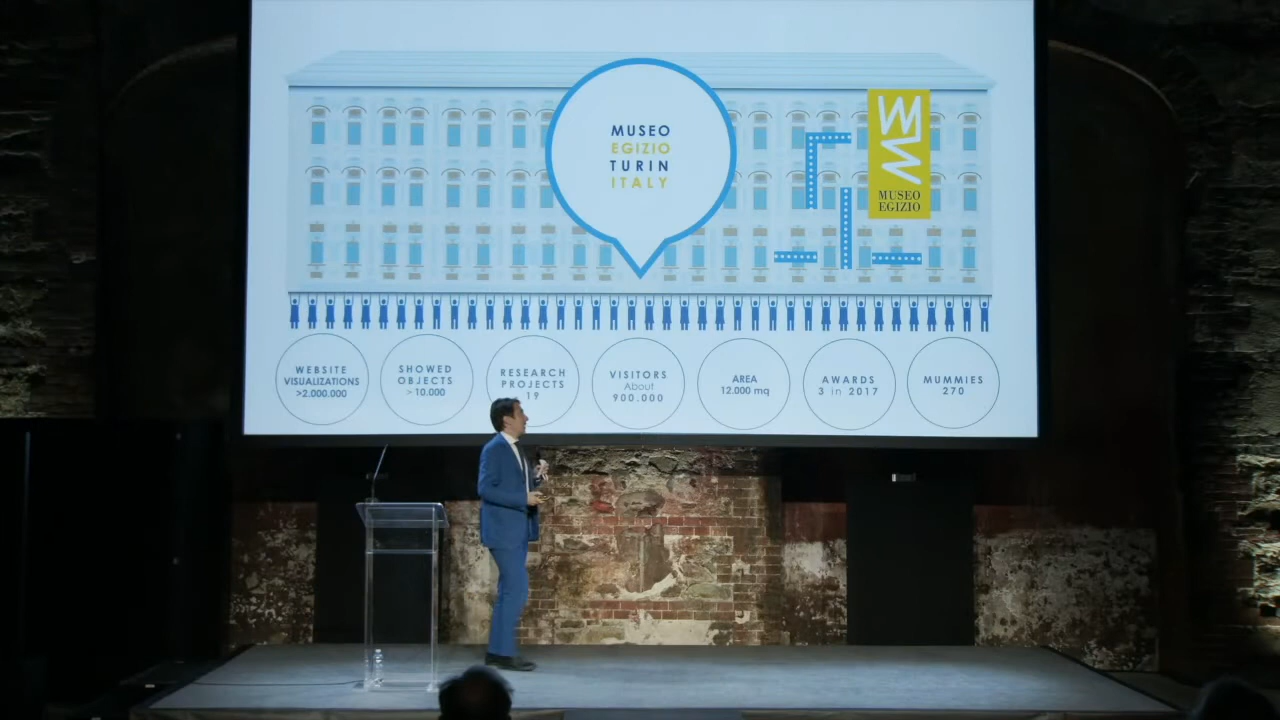 MUSEO
EGIZIO
TURIN
ITALY
MUSEO
EGIZIO
WEBSITE
VISUALIZATIONS
>2.000.000
SHOWED
OBJECTS
> 10.000
RESEARCH
PROJECTS
19
VISITORS
About
900.000
AREA
12.000 mq
AWARDS
3 in 2017
MUMMIES
270